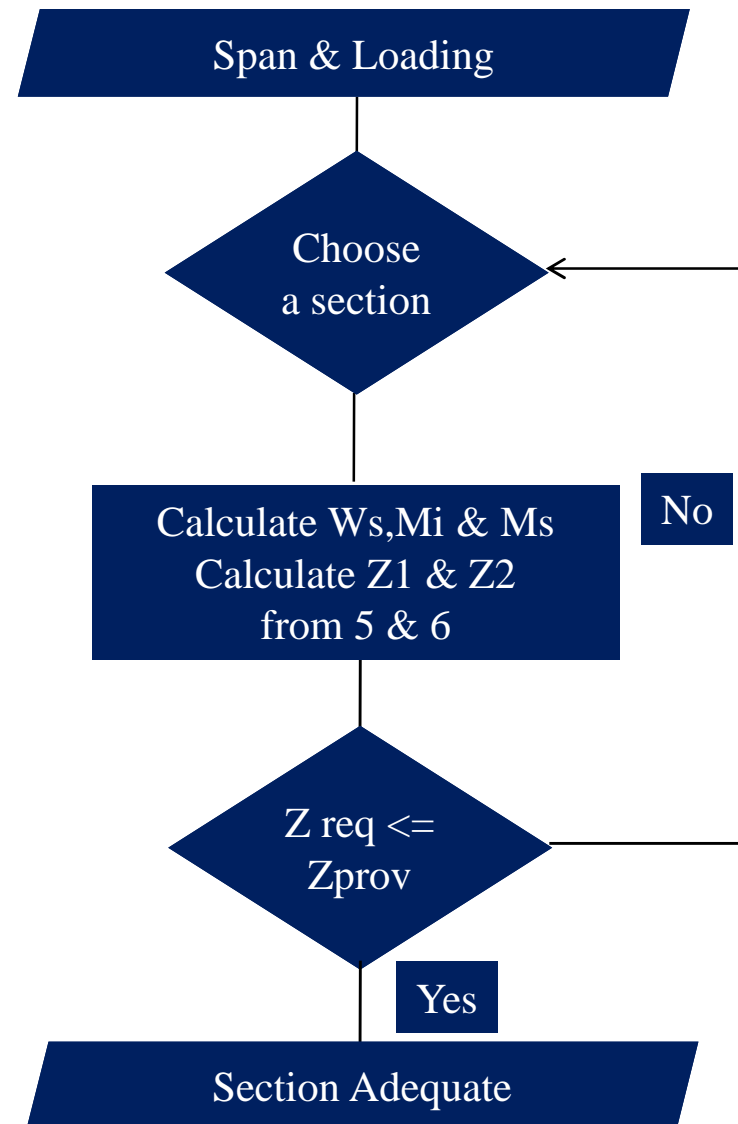 Span & Loading
Choose
a section
Calculate Ws,Mi & Ms
Calculate Z1 & Z2
from 5 & 6
No
Z req <=
Zprov
Yes
Section Adequate